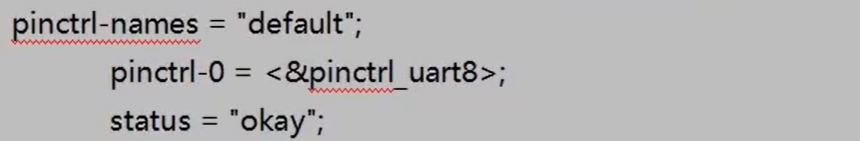 pinctrl-names = "default";
pinctrl-0 = <&pinctrl_uart8>;
status = "okay";